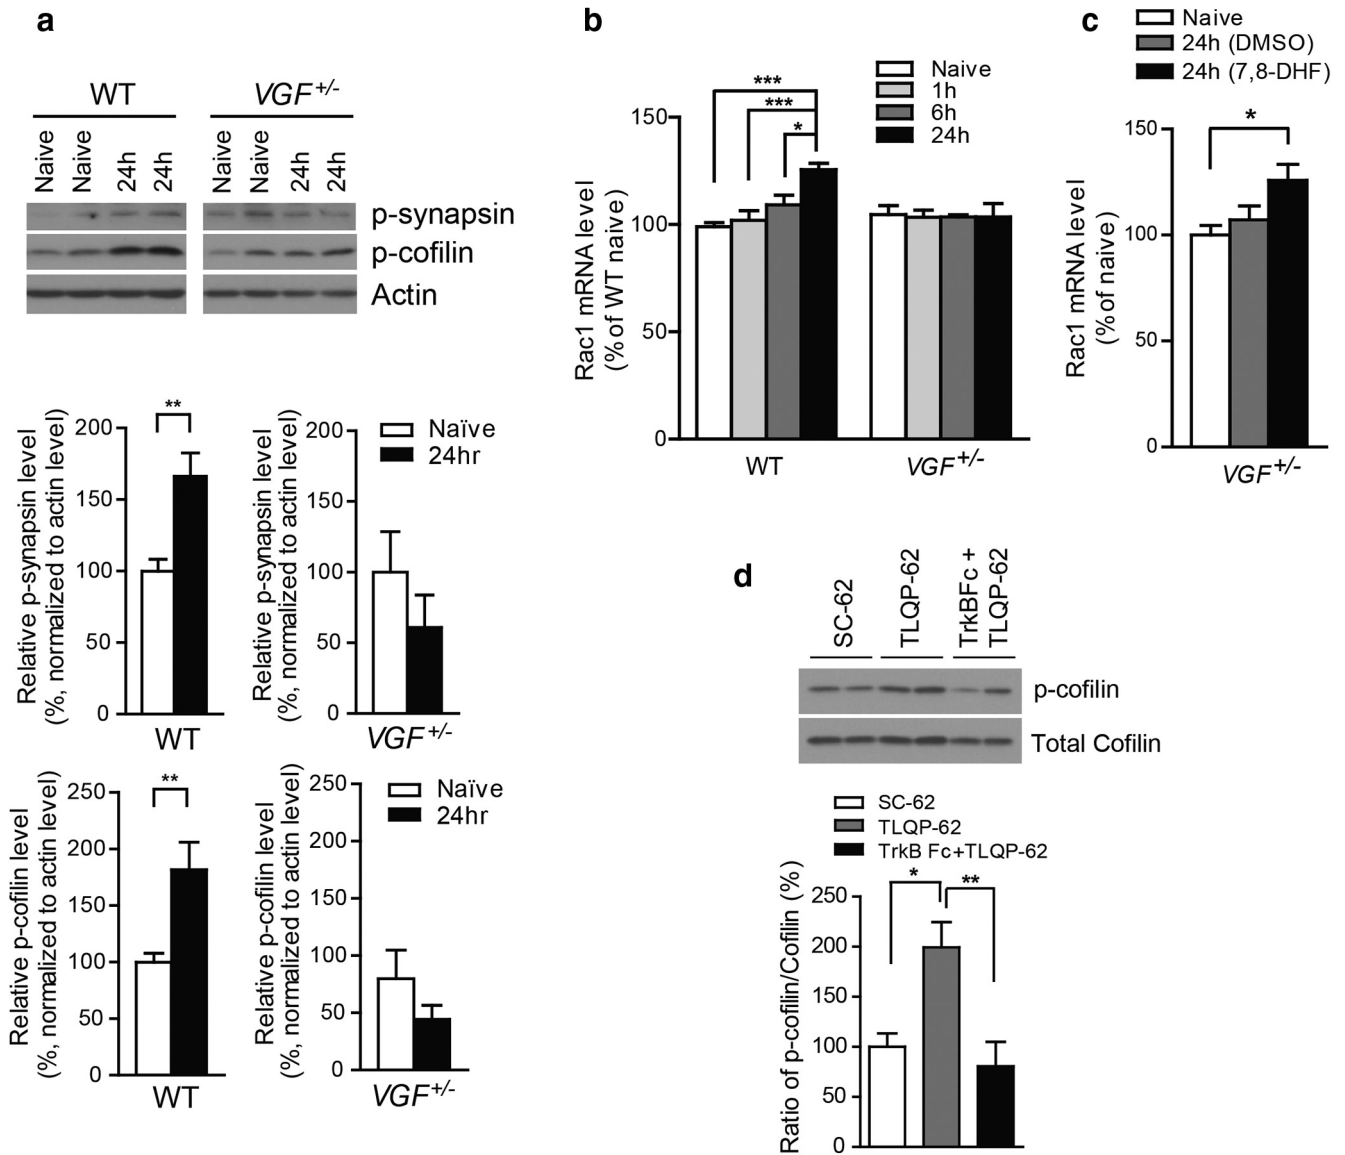 a
WT
VGF+/-
Naive
Naive
24h
24h
Naive
Naive
24h
24h
p-synapsin
p-cofilin
Actin
Relative p-synapsin level
(%, normalized to actin level)
200
150
100
50
0
**
WT
Relative p-synapsin level
(%, normalized to actin level)
200
150
100
50
0
Naïve
24hr
VGF+/-
Relative p-cofilin level
(%, normalized to actin level)
250
200
150
100
50
0
**
WT
Relative p-cofilin level
(%, normalized to actin level)
250
200
150
100
50
0
Naïve
24hr
VGF+/-
b
Naive
1h
6h
24h
Rac1 mRNA level
(% of WT naive)
150
100
50
0
***
***
*
WT
VGF+/-
c
Naive
24h (DMSO)
24h (7,8-DHF)
Rac1 mRNA level
(% of naive)
150
100
50
0
*
VGF+/-
d
SC-62
TLQP-62
TrkBFc +
TLQP-62
p-cofilin
Total Cofilin
SC-62
TLQP-62
TrkB Fc+TLQP-62
Ratio of p-cofilin/Cofilin (%)
250
200
150
100
50
0
*
**